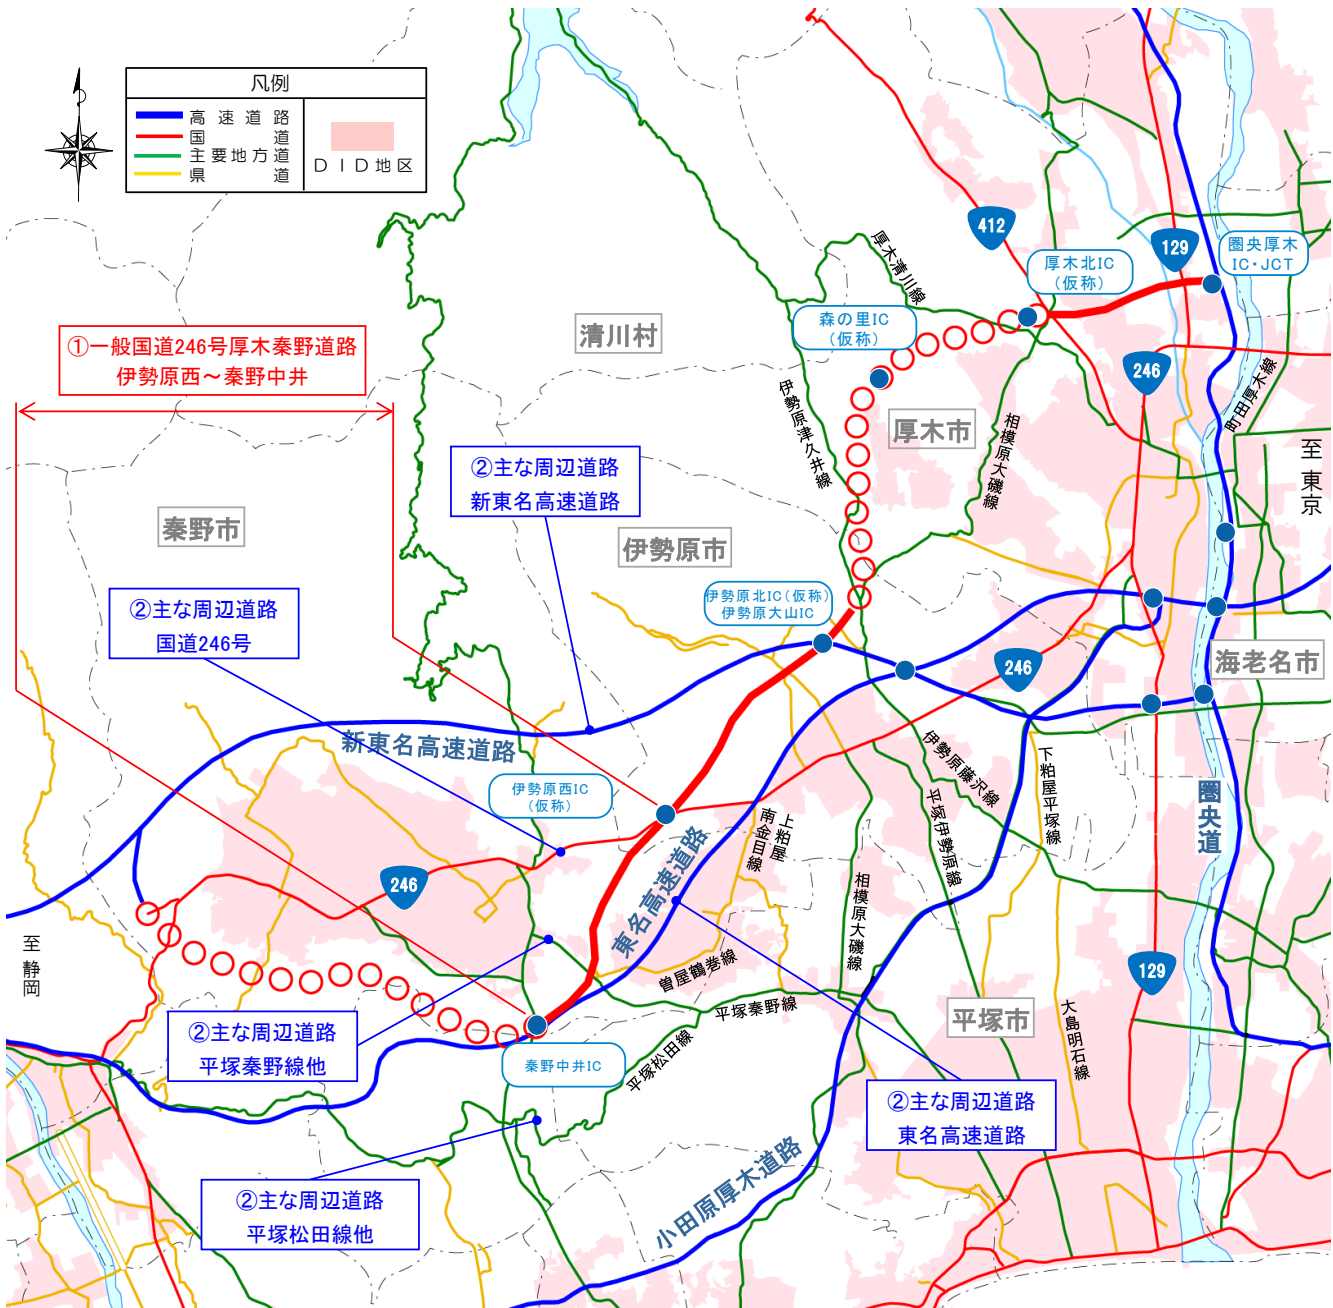 凡例
高速道路
国道
主要地方道
県道
DID地区
412
129
圏央厚木
IC・JCT
厚木北IC
(仮称)
厚木清川線
森の里IC
(仮称)
清川村
①一般国道246号厚木秦野道路
伊勢原西～秦野中井
246
町田厚木線
伊勢原津久井線
厚木市
相模原大磯線
至東京
②主な周辺道路
新東名高速道路
秦野市
伊勢原市
②主な周辺道路
国道246号
伊勢原北IC(仮称)
伊勢原大山IC
246
海老名市
新東名高速道路
伊勢原西IC
(仮称)
伊勢原藤沢線
下粕屋平塚線
平塚伊勢原線
圏央道
上粕屋
南金目線
東名高速道路
246
相模原大磯線
至静岡
曽屋鶴巻線
129
平塚秦野線
平塚市
大島明石線
②主な周辺道路
平塚秦野線他
秦野中井IC
平塚松田線
②主な周辺道路
東名高速道路
小田原厚木道路
②主な周辺道路
平塚松田線他